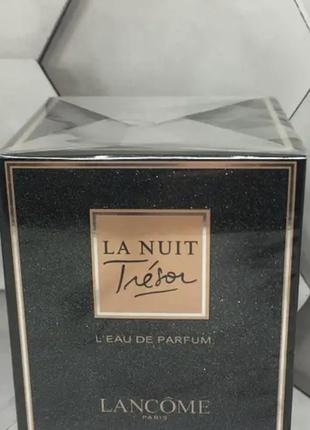 LA NUIT
Trésor
L'EAU DE PARFUM
LANCÔME
PARIS